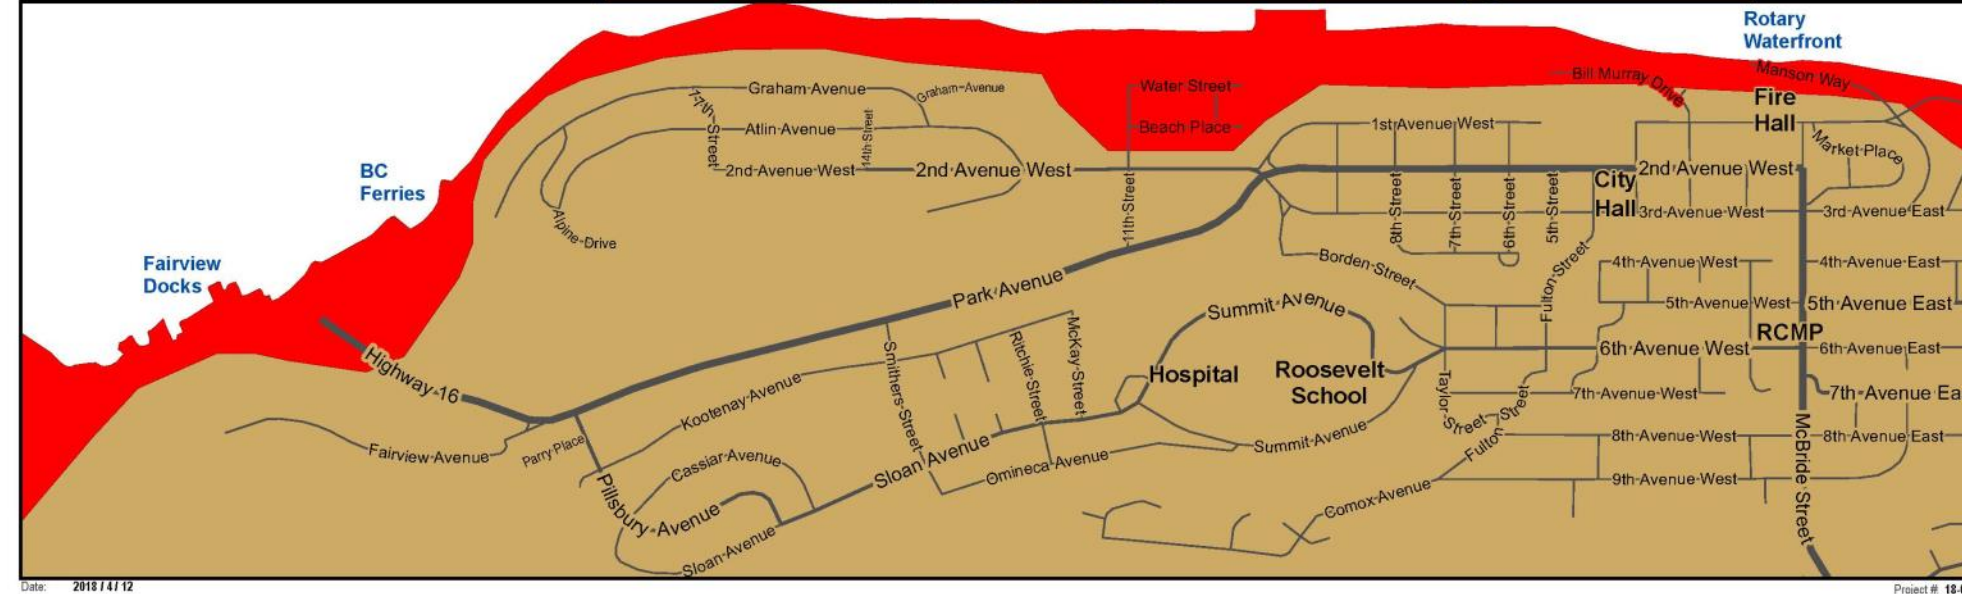 Rotary
Waterfront
Manson Way
Bill Murray Drive
Fire
Hall
Water Street
Graham Avenue
Graham Avenue
17th Street
14th Street
Beach Place
1st Avenue West
Atlin Avenue
Market Place
2nd Avenue West
2nd Avenue West
2nd Avenue West
BC
Ferries
City
Hall
11th Street
8th Street
7th Street
6th Street
5th Street
3rd Avenue West
3rd Avenue East
Alpine Drive
Fairview
Docks
Borden Street
Fulton Street
4th Avenue West
4th Avenue East
Park Avenue
Summit Avenue
5th Avenue West
5th Avenue East
RCMP
McKay Street
Ritchie Street
Smithers Street
6th Avenue West
6th Avenue East
Highway 16
Hospital
Roosevelt
School
Kootenay Avenue
Taylor Street
Fulton Street
7th Avenue West
7th Avenue Ea
McBride Street
Fairview Avenue
Parry Place
Cassiar Avenue
Sloan Avenue
Omineca Avenue
Summit Avenue
8th Avenue West
8th Avenue East
Pillsbury Avenue
9th Avenue West
Comox Avenue
Sloan Avenue
Date: 2018 / 4 / 12
Project #: 18-